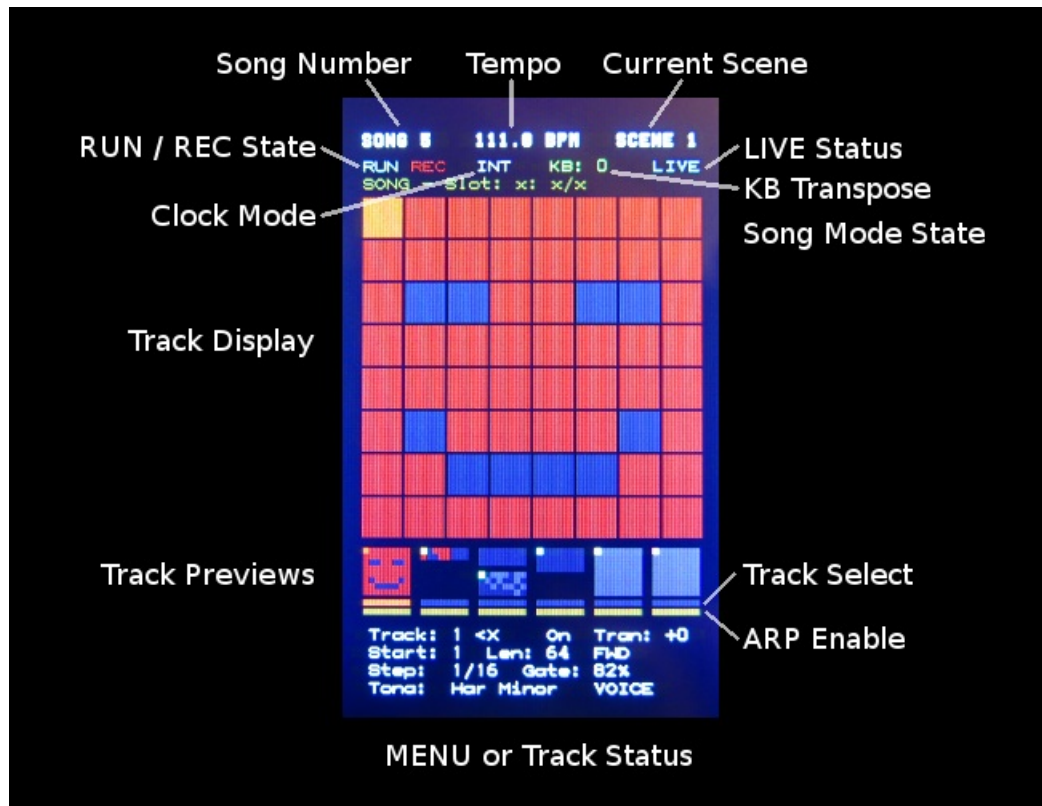 Song Number Tempo Current Scene
SONG 5 111.0 BPM SCENE 1
RUN / REC State
RUN REC INT KB: 0 LIVE
LIVE Status
SONG - Slot: x: x/x
KB Transpose
Clock Mode
Song Mode State
Track Display
Track Previews
Track Select
ARP Enable
Track: 1 <X On Tran: +0
Start: 1 Len: 64 FWD
Step: 1/16 Gate: 82%
Tona: Har Minor VOICE
MENU or Track Status